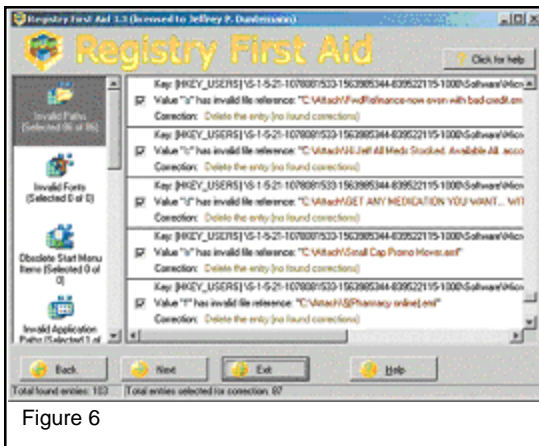 Registry First Aid 3.3 (licensed to Jeffrey P. Duntemann)
Registry First Aid
Click for help
Invalid Paths
(Selected 86 of 86)
Invalid Fonts
(Selected 0 of 0)
Obsolete Start Menu
Items (Selected 0 of
0)
Invalid Application
Paths (Selected 1 of
Key: [HKEY_USERS]\S-1-5-21-1078081533-1563985344-839522115-1000\Software\Micr
Value has invalid file reference: "C:\Attach\Fwd Refinance-now even with bad credit.em
Correction: Delete the entry (no found corrections)
Key: [HKEY_USERS]\S-1-5-21-1078081533-1563985344-839522115-1000\Software\Micr
Value has invalid file reference: "C:\Attach\Hi Jeff All Meds Stocked. Available All. acco
Correction: Delete the entry (no found corrections)
Key: [HKEY_USERS]\S-1-5-21-1078081533-1563985344-839522115-1000\Software\Micr
Value has invalid file reference: "C:\Attach\GET ANY MEDICATION YOU WANT... WIT
Correction: Delete the entry (no found corrections)
Key: [HKEY_USERS]\S-1-5-21-1078081533-1563985344-839522115-1000\Software\Micr
Value has invalid file reference: "C:\Attach\Small Cap Promo Mover.eml"
Correction: Delete the entry (no found corrections)
Key: [HKEY_USERS]\S-1-5-21-1078081533-1563985344-839522115-1000\Software\Micr
Value "f" has invalid file reference: "C:\Attach\[Pharmacy online].eml"
Correction: Delete the entry (no found corrections)
Back
Next
Exit
Help
Total found entries: 103
Total entries selected for correction: 87
Figure 6